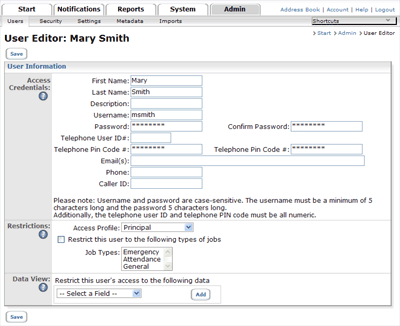 Start Notifications Reports System Admin
Address Book | Account | Help | Logout
Users Security Settings Metadata Imports Shortcuts
> Start > Admin > User Editor
User Editor: Mary Smith
Save
User Information
Access Credentials:
First Name: Mary
Last Name: Smith
Description:
Username: msmith
Password: ******** Confirm Password: ********
Telephone User ID#:
Telephone Pin Code #: ******** Telephone Pin Code #: ********
Email(s):
Phone:
Caller ID:
Please note: Username and password are case-sensitive. The username must be a minimum of 5
characters long and the password 5 characters long.
Additionally, the telephone user ID and telephone PIN code must be all numeric.
Restrictions:
Access Profile: Principal
Restrict this user to the following types of jobs
Job Types: Emergency
Attendance
General
Data View: Restrict this user's access to the following data
-- Select a Field -- Add
Save